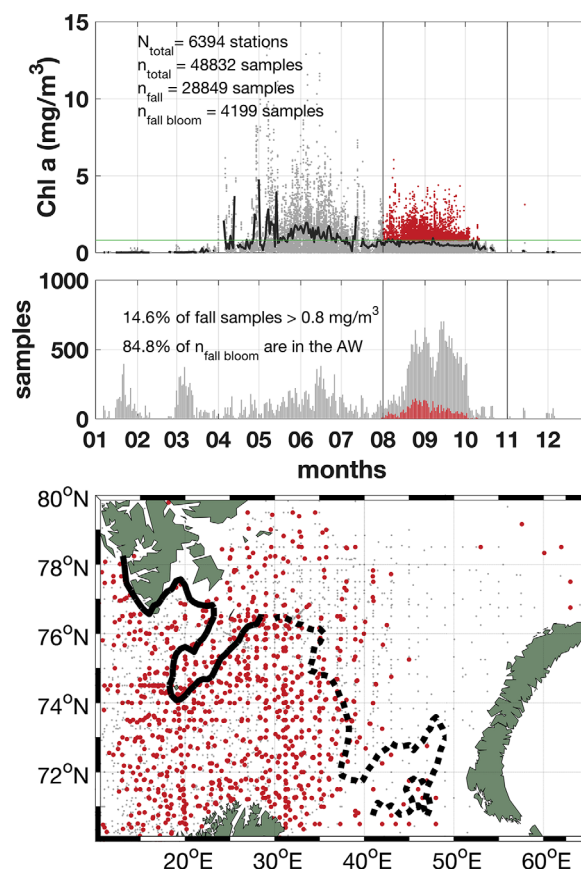 15
N_total = 6394 stations
n_total = 48832 samples
n_fall = 28849 samples
n_fall bloom = 4199 samples
10
5
0
Chl a (mg/m³)
1000
14.6% of fall samples > 0.8 mg/m³
84.8% of n_fall bloom are in the AW
500
0
samples
01 02 03 04 05 06 07 08 09 10 11 12
months
80°N
78°N
76°N
74°N
72°N
20°E 30°E 40°E 50°E 60°E